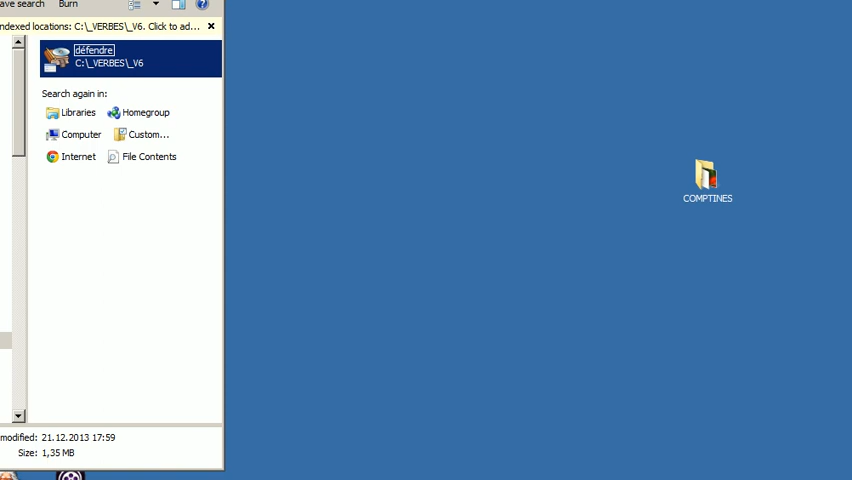 ave search Burn
ndexed locations: C:\_VERBES\_V6. Click to ad...
défendre
C:\_VERBES\_V6
Search again in:
Libraries Homegroup
Computer Custom...
Internet File Contents
COMPTINES
modified: 21.12.2013 17:59
Size: 1,35 MB